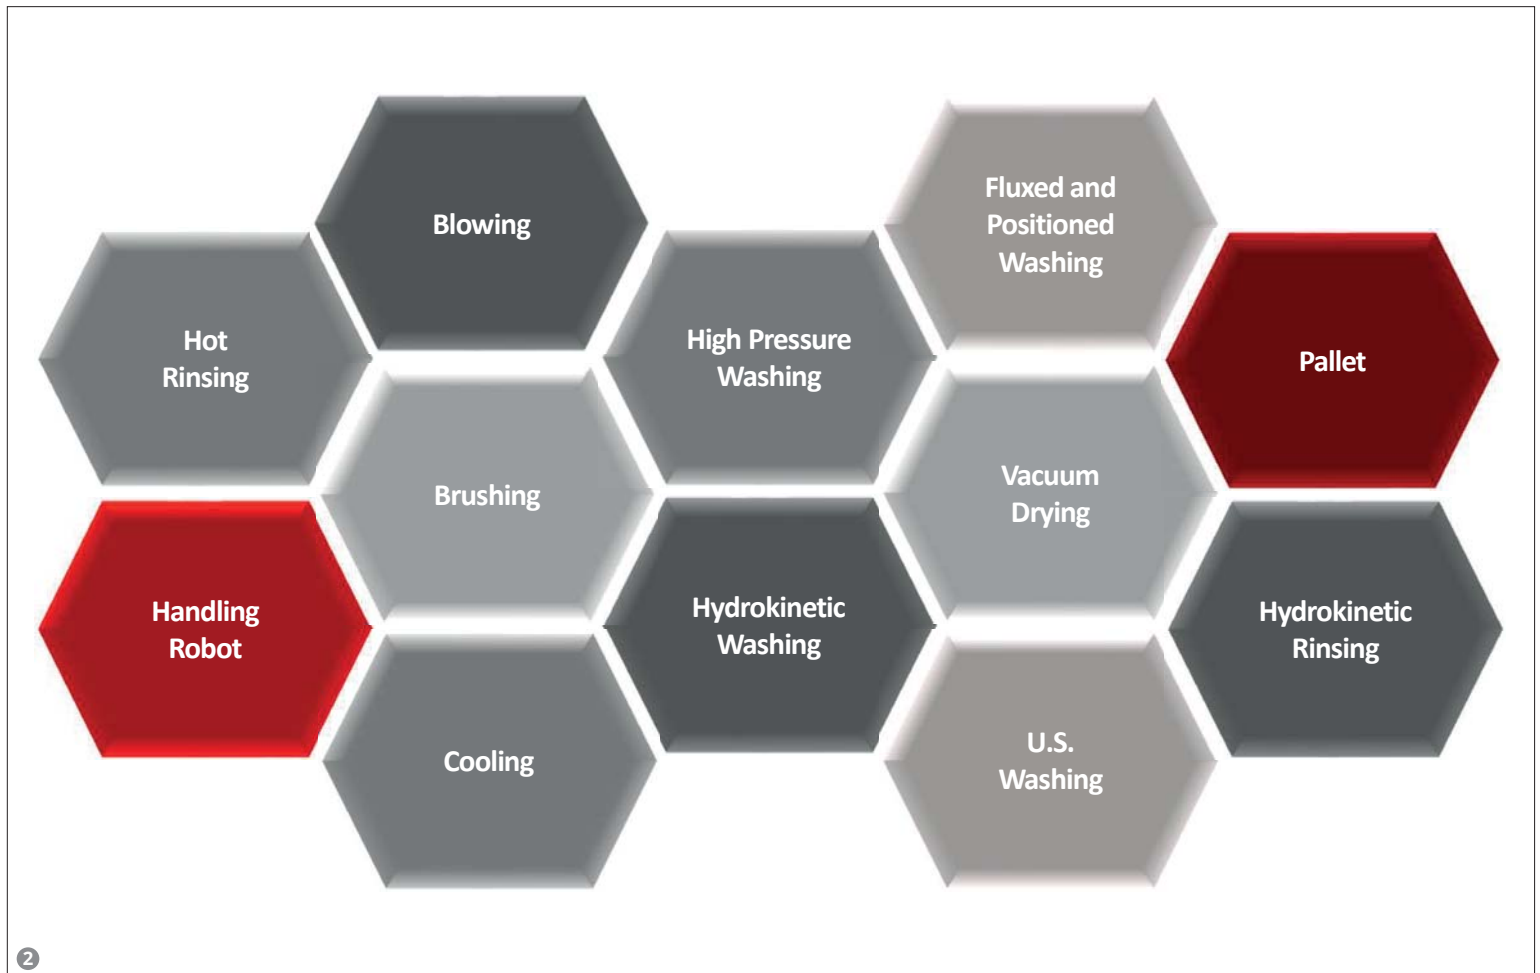 Blowing
Fluxed and
Positioned
Washing
Hot
Rinsing
High Pressure
Washing
Pallet
Brushing
Vacuum
Drying
Handling
Robot
Hydrokinetic
Washing
Hydrokinetic
Rinsing
Cooling
U.S.
Washing
2